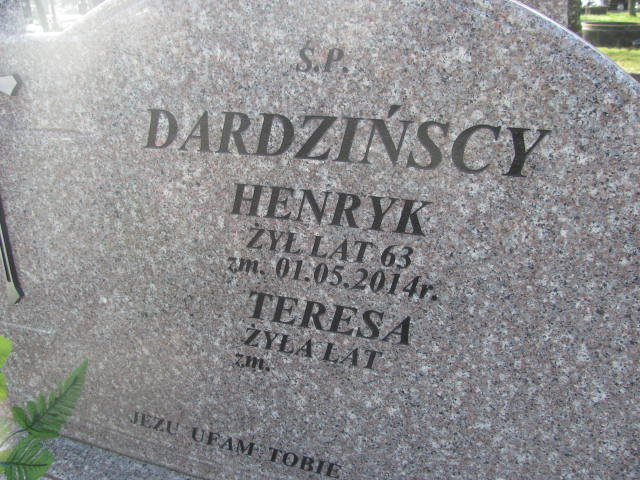 Ś.P.
DARDZIŃSCY
HENRYK
ŻYŁ LAT 63
zm. 01.05.2014r.
TERESA
ŻYŁA LAT
zm.
JEZU UFAM TOBIE